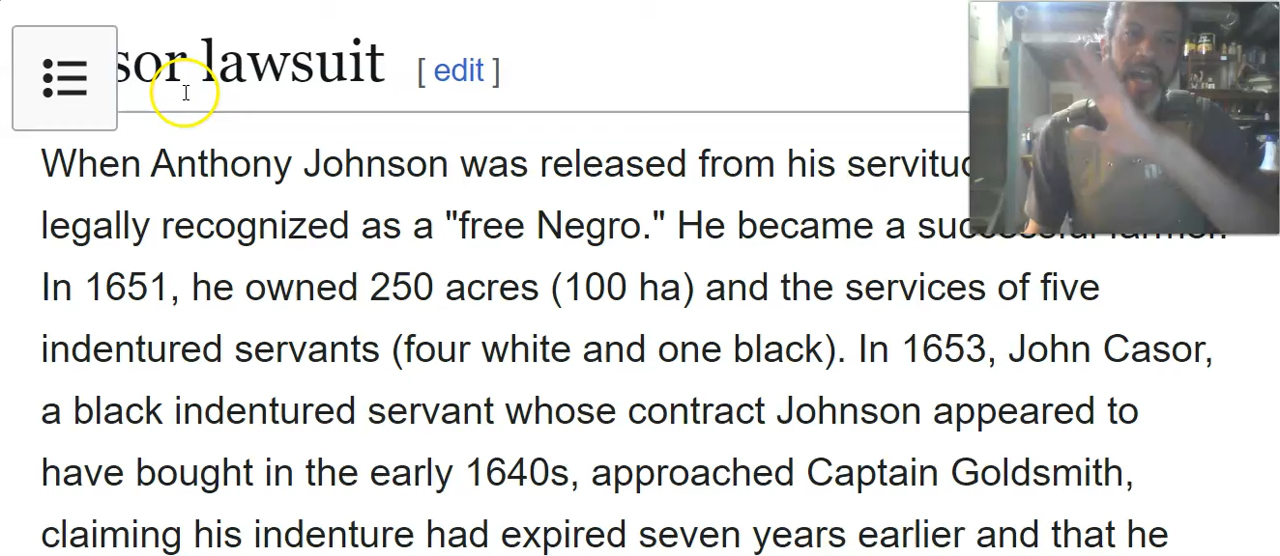 sor lawsuit [ edit ]
When Anthony Johnson was released from his
legally recognized as a "free Negro." He became a
In 1651, he owned 250 acres (100 ha) and the services of five
indentured servants (four white and one black). In 1653, John Casor,
a black indentured servant whose contract Johnson appeared to
have bought in the early 1640s, approached Captain Goldsmith,
claiming his indenture had expired seven years earlier and that he